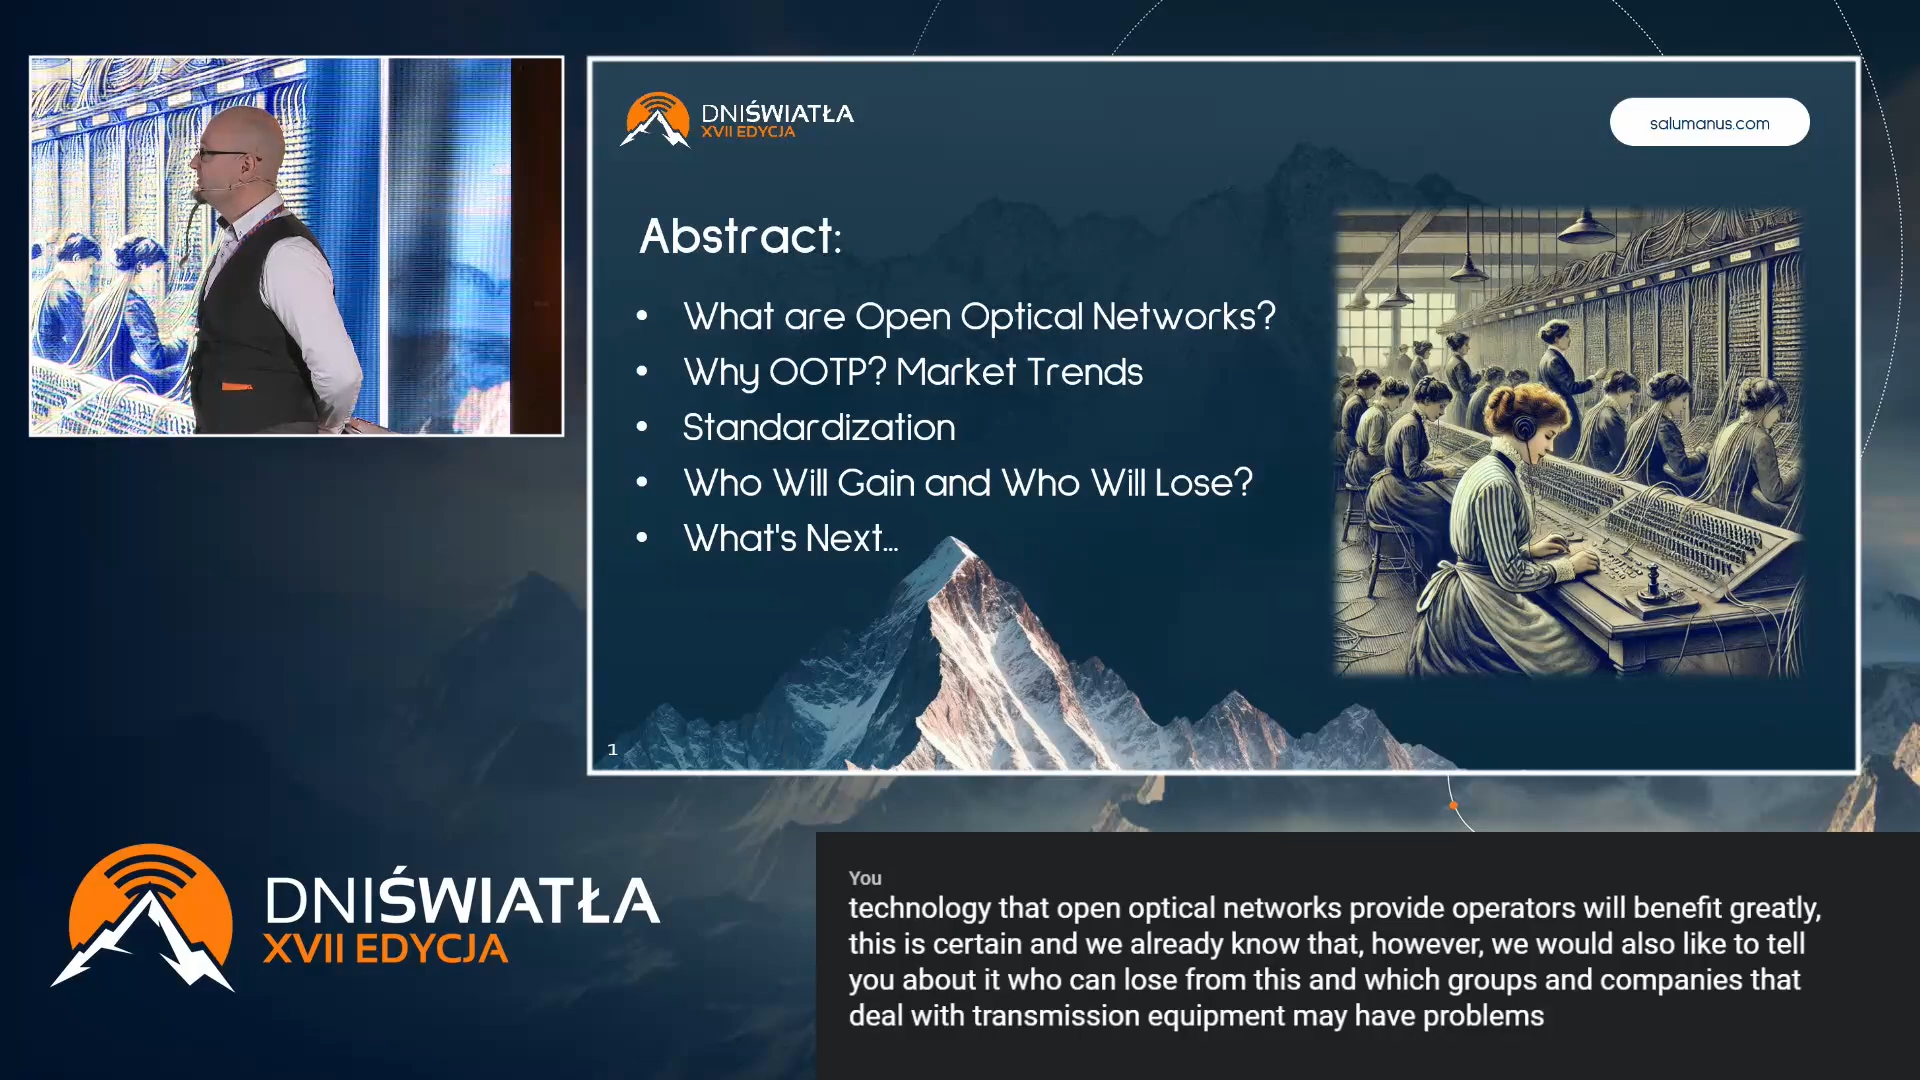 DNIŚWIATŁA
XVII EDYCJA
salumanus.com
Abstract:
• What are Open Optical Networks?
• Why OOTP? Market Trends
• Standardization
• Who Will Gain and Who Will Lose?
• What's Next...
1
DNIŚWIATŁA
XVII EDYCJA
You
technology that open optical networks provide operators will benefit greatly,
this is certain and we already know that, however, we would also like to tell
you about it who can lose from this and which groups and companies that
deal with transmission equipment may have problems